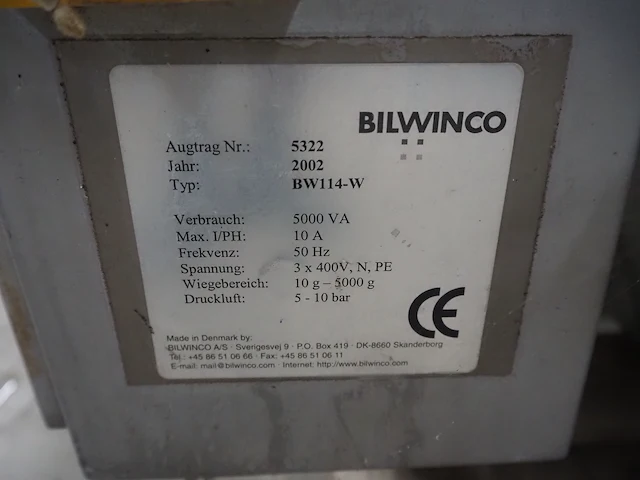 BILWINCO
Augtrag Nr.: 5322
Jahr: 2002
Typ: BW114-W
Verbrauch: 5000 VA
Max. I/PH: 10 A
Frekvenz: 50 Hz
Spannung: 3 x 400V, N, PE
Wiegebereich: 10 g – 5000 g
Druckluft: 5 - 10 bar
CE
Made in Denmark by:
BILWINCO A/S · Sverigesvej 9 · P.O. Box 419 · DK-8660 Skanderborg
Tel.: +45 86 51 06 66 · Fax: +45 86 51 06 11
E-mail: mail@bilwinco.com Internet: http://www.bilwinco.com